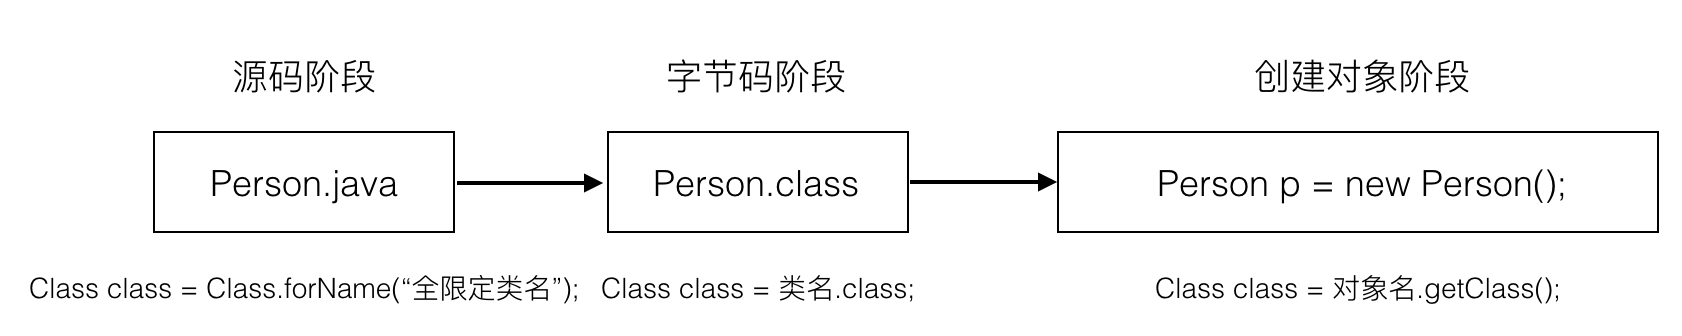 源码阶段
字节码阶段
创建对象阶段
Person.java
Person.class
Person p = new Person();
Class class = Class.forName(“全限定类名”);
Class class = 类名.class;
Class class = 对象名.getClass();